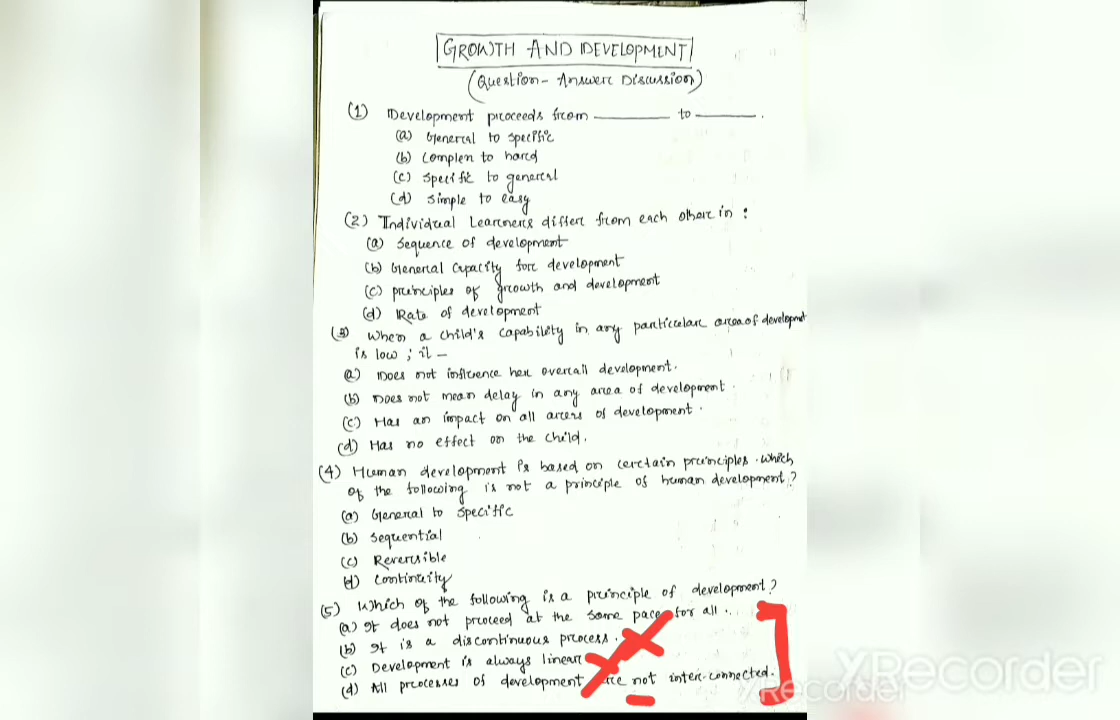 GROWTH AND DEVELOPMENT
(Question - Answer Discussion)
(1) Development proceeds from ________ to ________.
(a) General to specific
(b) Complen to hard
(c) Specific to general
(d) Simple to easy
(2) Individual Learners differ from each other in :
(a) Sequence of development
(b) General Capacity for development
(c) principles of growth and development
(d) Rate of development
(3) When a child's capability in any particular area of development
is low ; it –
(a) Does not influence her overall development.
(b) Does not mean delay in any area of development.
(c) Has an impact on all areas of development.
(d) Has no effect on the child.
(4) Human development is based on certain principles. Which
of the following is not a principle of human development?
(a) General to specific
(b) Sequential
(c) Reversible
(d) Continuity
(5) Which of the following is a principle of development?
(a) It does not proceed at the same pace for all.
(b) It is a discontinuous process.
(c) Development is always linear
(d) All processes of development are not inter-connected.
XRecorder
XRecorder